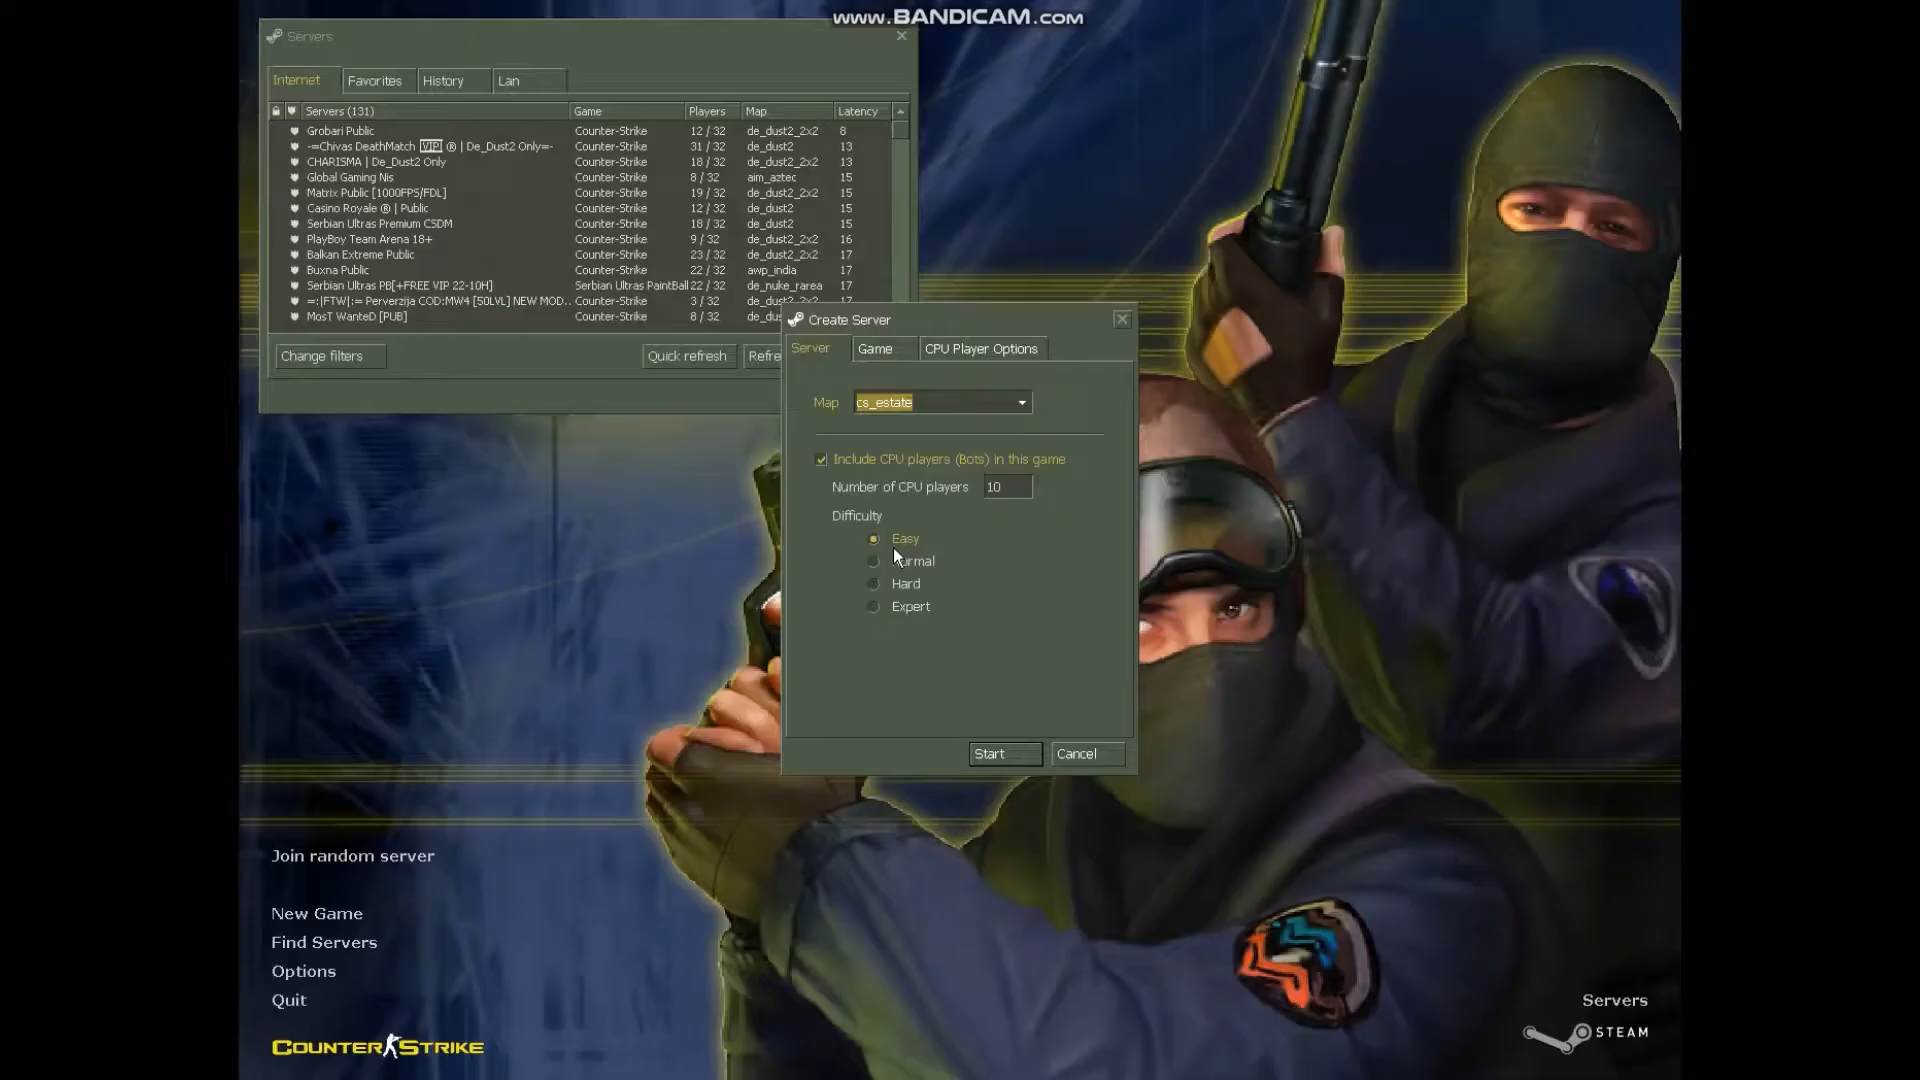 www.BANDICAM.com
Servers
Internet Favorites History Lan
Servers (131) Game Players Map Latency
Grobari Public Counter-Strike 12 / 32 de_dust2_2x2 8
-=Chivas DeathMatch VIP ® | De_Dust2 Only=- Counter-Strike 31 / 32 de_dust2 13
CHARISMA | De_Dust2 Only Counter-Strike 18 / 32 de_dust2_2x2 13
Global Gaming Nis Counter-Strike 8 / 32 aim_aztec 15
Matrix Public [1000FPS/FDL] Counter-Strike 19 / 32 de_dust2_2x2 15
Casino Royale ® | Public Counter-Strike 12 / 32 de_dust2 15
Serbian Ultras Premium CSDM Counter-Strike 18 / 32 de_dust2 15
PlayBoy Team Arena 18+ Counter-Strike 9 / 32 de_dust2_2x2 16
Balkan Extreme Public Counter-Strike 23 / 32 de_dust2_2x2 17
Buxna Public Counter-Strike 22 / 32 awp_india 17
Serbian Ultras PB[+FREE VIP 22-10H] Serbian Ultras PaintBall 22 / 32 de_nuke_rarea 17
=:|FTW|:= Perverzija COD:MW4 [50LVL] NEW MOD... Counter-Strike 3 / 32 de_dust2_2x2 17
MosT WanteD [PUB] Counter-Strike 8 / 32 de_dus
Change filters Quick refresh Refre
Create Server
Server Game CPU Player Options
Map cs_estate
Include CPU players (Bots) in this game
Number of CPU players 10
Difficulty
Easy
Normal
Hard
Expert
Start Cancel
Join random server
New Game
Find Servers
Options
Quit
COUNTER STRIKE
Servers
STEAM